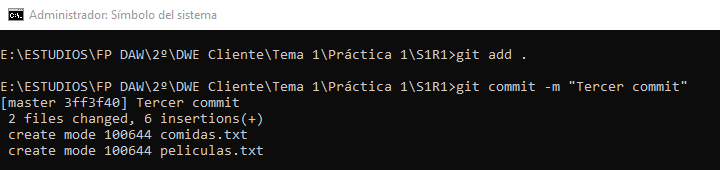 Administrador: Símbolo del sistema
E:\ESTUDIOS\FP DAW\2º\DWE Cliente\Tema 1\Práctica 1\S1R1>git add .
E:\ESTUDIOS\FP DAW\2º\DWE Cliente\Tema 1\Práctica 1\S1R1>git commit -m "Tercer commit"
[master 3ff3f40] Tercer commit
 2 files changed, 6 insertions(+)
 create mode 100644 comidas.txt
 create mode 100644 peliculas.txt